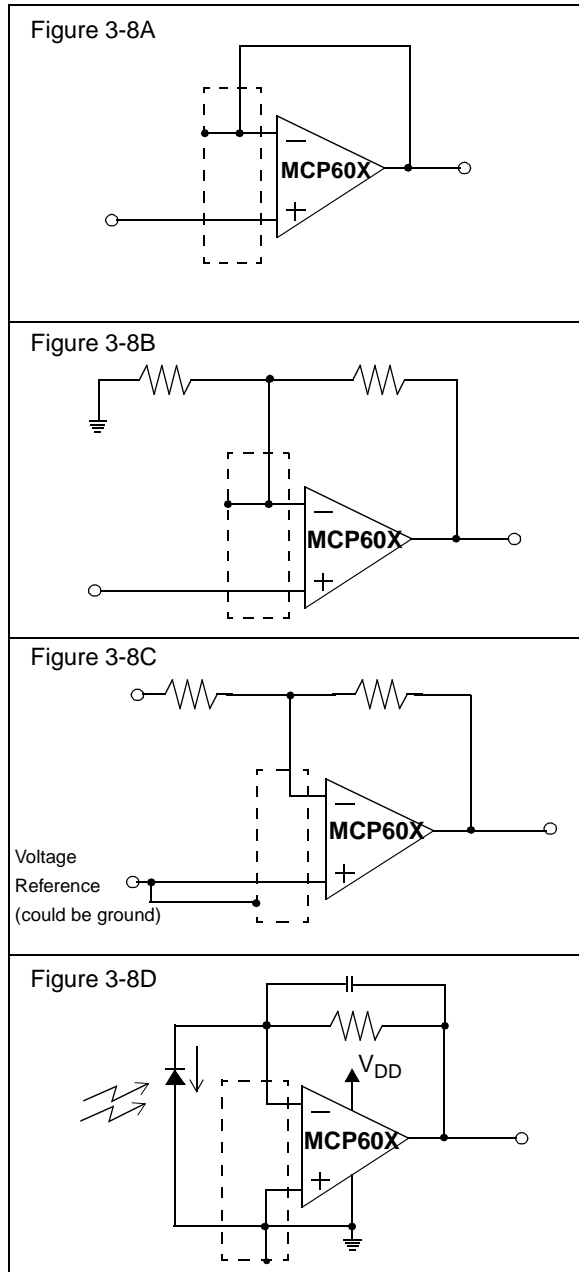 Figure 3-8A
−
MCP60X
+
Figure 3-8B
−
MCP60X
+
Figure 3-8C
−
MCP60X
+
Voltage
Reference
(could be ground)
Figure 3-8D
VDD
−
MCP60X
+